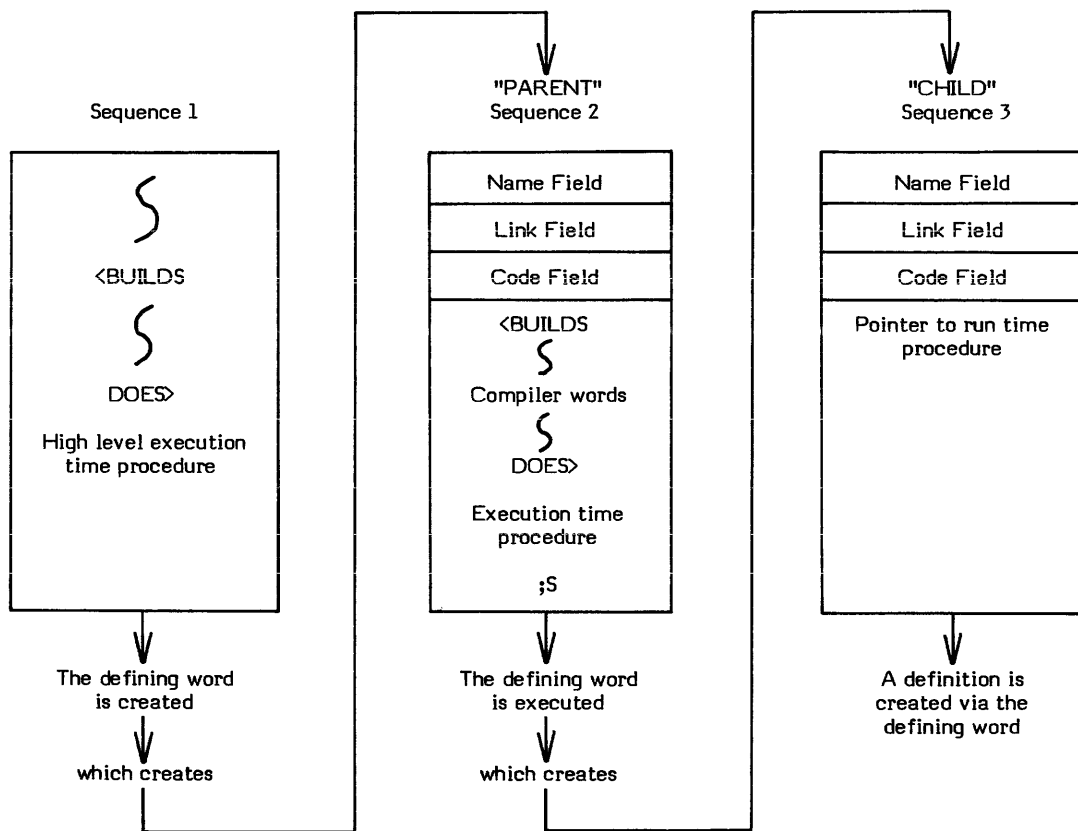 Sequence 1
<BUILDS
DOES>
High level execution
time procedure
The defining word
is created
which creates
"PARENT"
Sequence 2
Name Field
Link Field
Code Field
<BUILDS
Compiler words
DOES>
Execution time
procedure
;S
The defining word
is executed
which creates
"CHILD"
Sequence 3
Name Field
Link Field
Code Field
Pointer to run time
procedure
A definition is
created via the
defining word